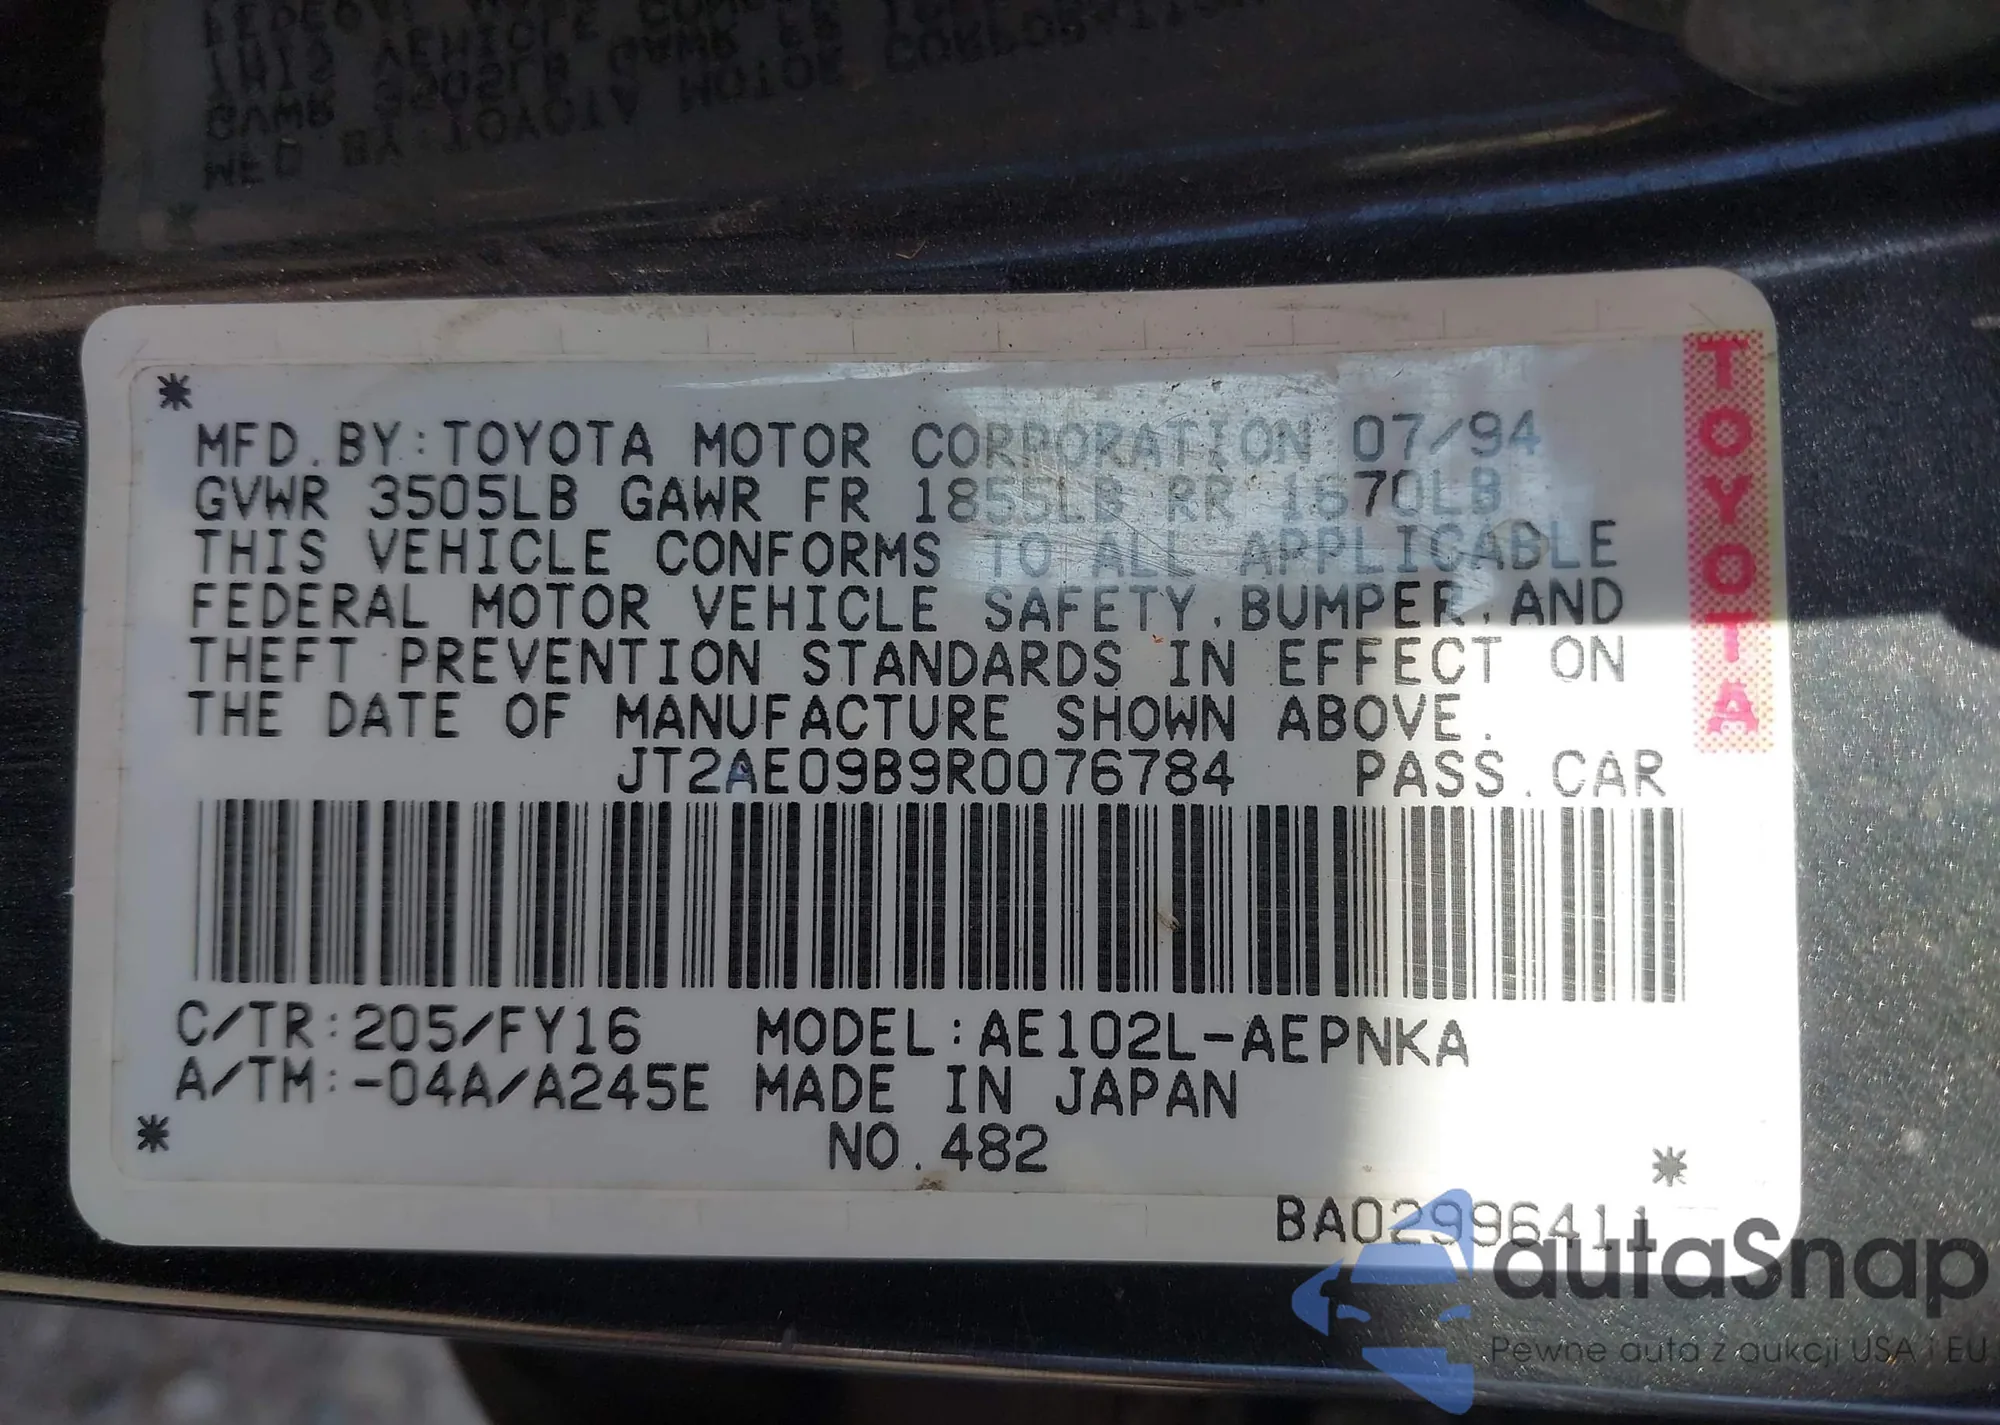 MFD. BY: TOYOTA MOTOR CORPORATION 07/94
GVWR 3505LB GAWR FR 1855LB RR 1670LB
THIS VEHICLE CONFORMS TO ALL APPLICABLE
FEDERAL MOTOR VEHICLE SAFETY, BUMPER, AND
THEFT PREVENTION STANDARDS IN EFFECT ON
THE DATE OF MANUFACTURE SHOWN ABOVE.
JT2AE09B9R0076784 PASS. CAR
C/TR: 205/FY16 MODEL: AE102L-AEPNKA
A/TM: -04A/A245E MADE IN JAPAN
NO. 482
BA02996411
TOYOTA
autaSnap
Pewne auta z aukcji USA i EU